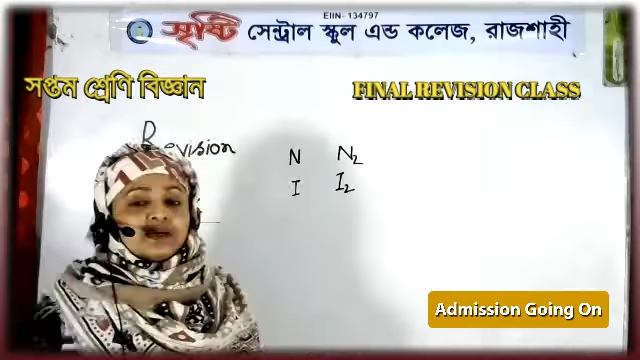 EIIN- 134797
সৃষ্টি সেন্ট্রাল স্কুল এন্ড কলেজ, রাজশাহী
সপ্তম শ্রেণি বিজ্ঞান
FINAL REVISION CLASS
Revision
N N₂
I I₂
Admission Going On